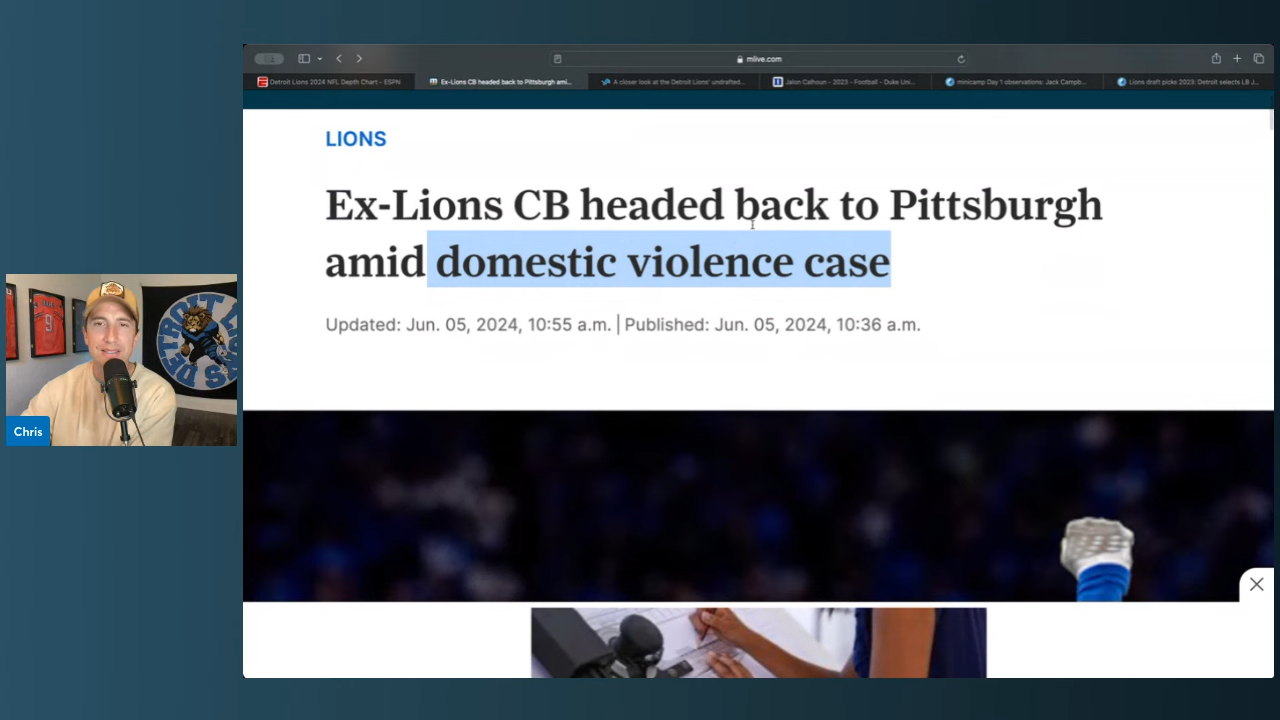 mlive.com
Detroit Lions 2024 NFL Depth Chart - ESPN
Ex-Lions CB headed back to Pittsburgh ami...
A closer look at the Detroit Lions' undrafted...
Jalon Calhoun - 2023 - Football - Duke Uni...
minicamp Day 1 observations: Jack Campb...
Lions draft picks 2023: Detroit selects LB J...
LIONS
Ex-Lions CB headed back to Pittsburgh
amid domestic violence case
Updated: Jun. 05, 2024, 10:55 a.m. | Published: Jun. 05, 2024, 10:36 a.m.
9
DETROIT LIONS
Chris